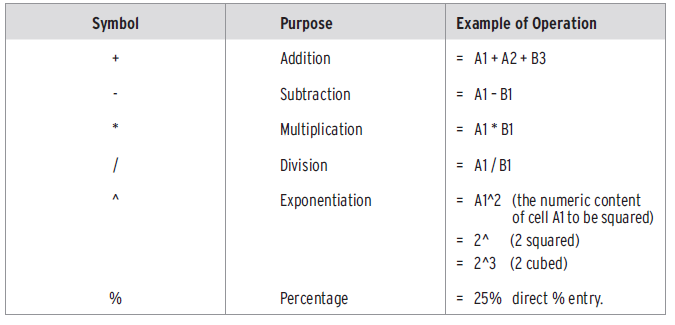 Symbol Purpose Example of Operation
+ Addition = A1 + A2 + B3
- Subtraction = A1 - B1
* Multiplication = A1 * B1
/ Division = A1 / B1
^ Exponentiation = A1^2 (the numeric content
of cell A1 to be squared)
= 2^ (2 squared)
= 2^3 (2 cubed)
% Percentage = 25% direct % entry.